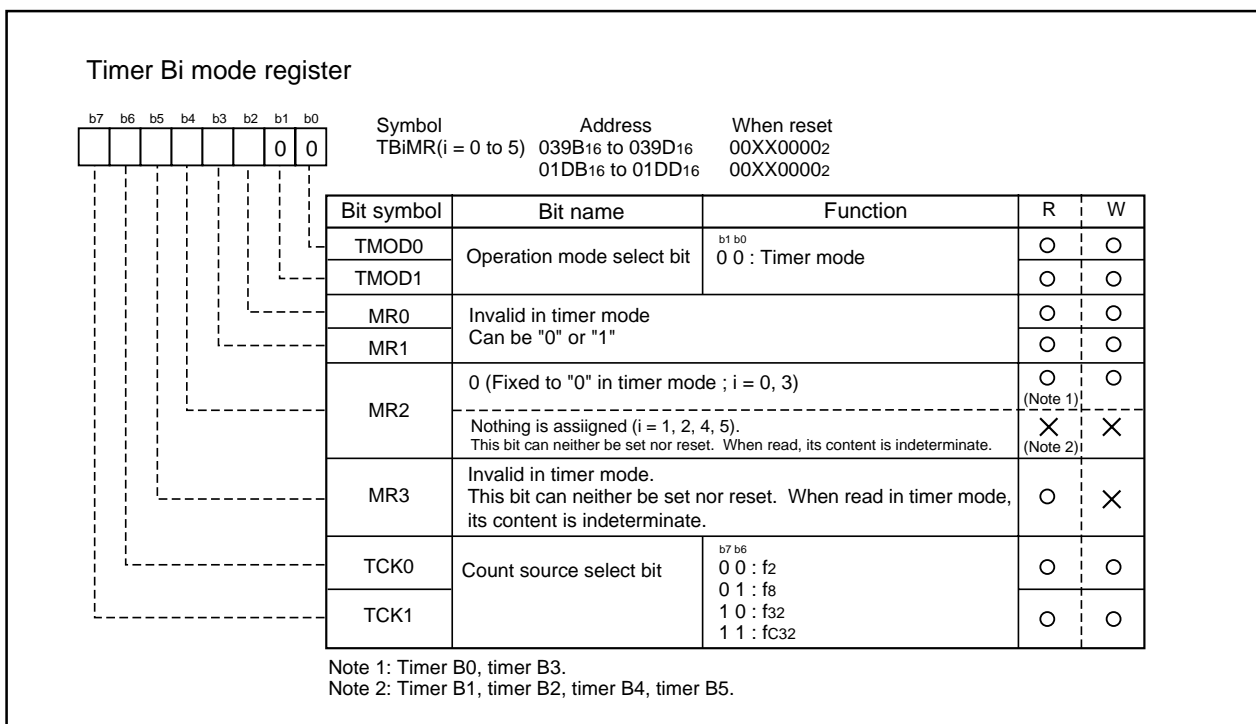 Timer Bi mode register
b7 b6 b5 b4 b3 b2 b1 b0
0 0
Symbol Address When reset
TBiMR(i = 0 to 5) 039B16 to 039D16 00XX00002
01DB16 to 01DD16 00XX00002
Bit symbol Bit name Function R W
TMOD0
TMOD1
Operation mode select bit
b1 b0
0 0 : Timer mode
MR0
MR1
Invalid in timer mode
Can be "0" or "1"
MR2
0 (Fixed to "0" in timer mode ; i = 0, 3)
(Note 1)
Nothing is assiigned (i = 1, 2, 4, 5).
This bit can neither be set nor reset. When read, its content is indeterminate.
(Note 2)
MR3
Invalid in timer mode.
This bit can neither be set nor reset. When read in timer mode,
its content is indeterminate.
TCK0
TCK1
Count source select bit
b7 b6
0 0 : f2
0 1 : f8
1 0 : f32
1 1 : fC32
Note 1: Timer B0, timer B3.
Note 2: Timer B1, timer B2, timer B4, timer B5.